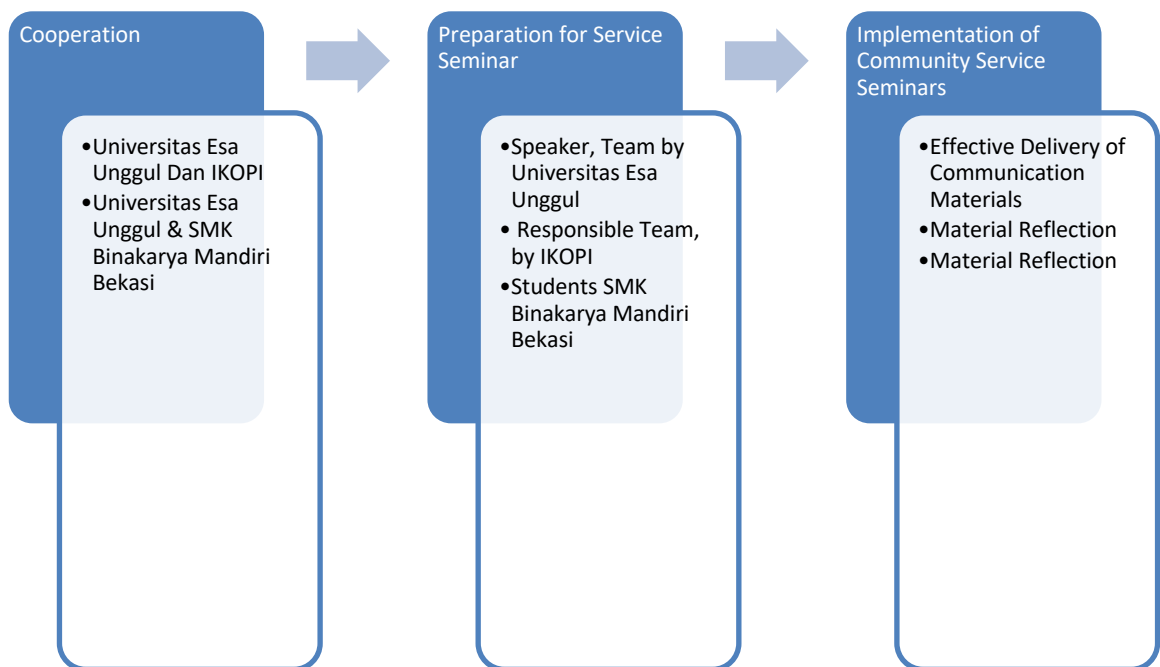 Cooperation
•Universitas Esa
Unggul Dan IKOPI
•Universitas Esa
Unggul & SMK
Binakarya Mandiri
Bekasi
Preparation for Service
Seminar
•Speaker, Team by
Universitas Esa
Unggul
• Responsible Team,
by IKOPI
•Students SMK
Binakarya Mandiri
Bekasi
Implementation of
Community Service
Seminars
•Effective Delivery of
Communication
Materials
•Material Reflection
•Material Reflection